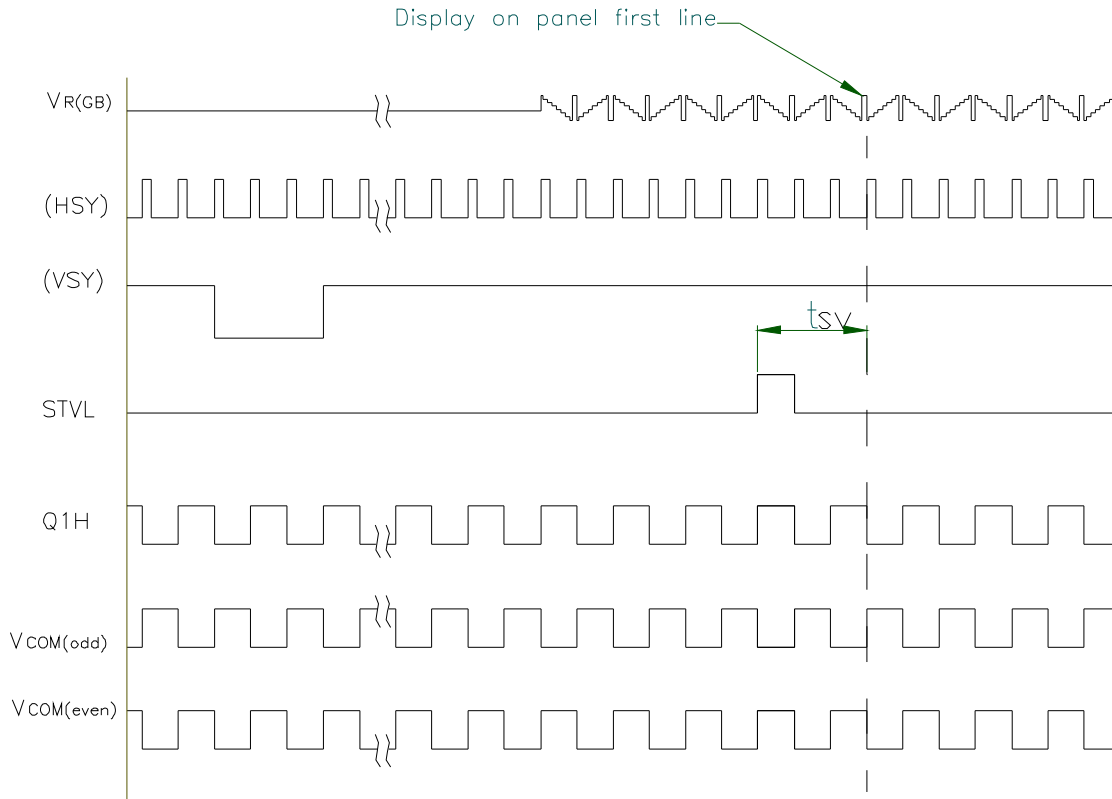 Display on panel first line
VR(GB)
(HSY)
(VSY)
tSV
STVL
Q1H
VCOM(odd)
VCOM(even)